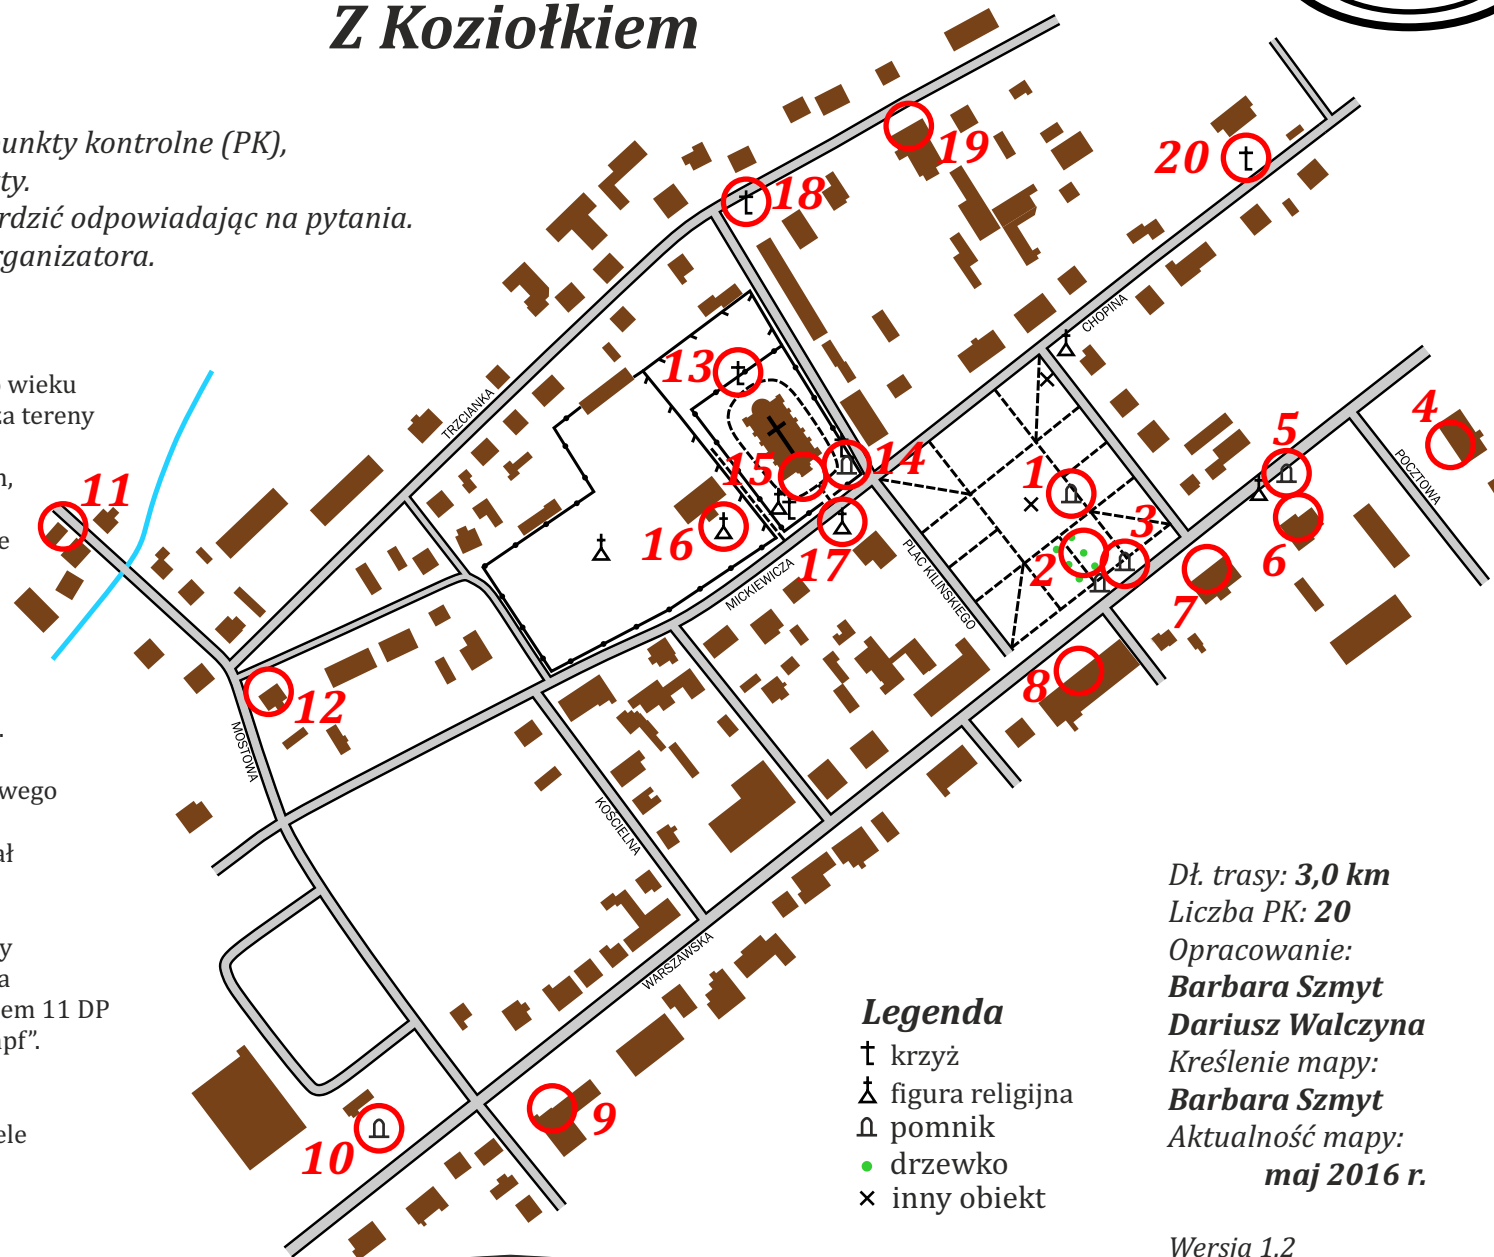 Z Koziołkiem
punkty kontrolne (PK),
ty.
rdzić odpowiadając na pytania.
rganizatora.
wieku
za tereny
n,
e
.
wego
ał
y
a
em 11 DP
pf”.
ele
1
2
3
4
5
6
7
8
9
10
11
12
13
14
15
16
17
18
19
20
TRZCIANKA
CHOPINA
POCZTOWA
MICKIEWICZA
PLAC KILIŃSKIEGO
MOSTOWA
KOŚCIELNA
WARSZAWSKA
Legenda
krzyż
figura religijna
pomnik
drzewko
inny obiekt
Dł. trasy: 3,0 km
Liczba PK: 20
Opracowanie:
Barbara Szmyt
Dariusz Walczyna
Kreślenie mapy:
Barbara Szmyt
Aktualność mapy:
maj 2016 r.
Wersja 1.2